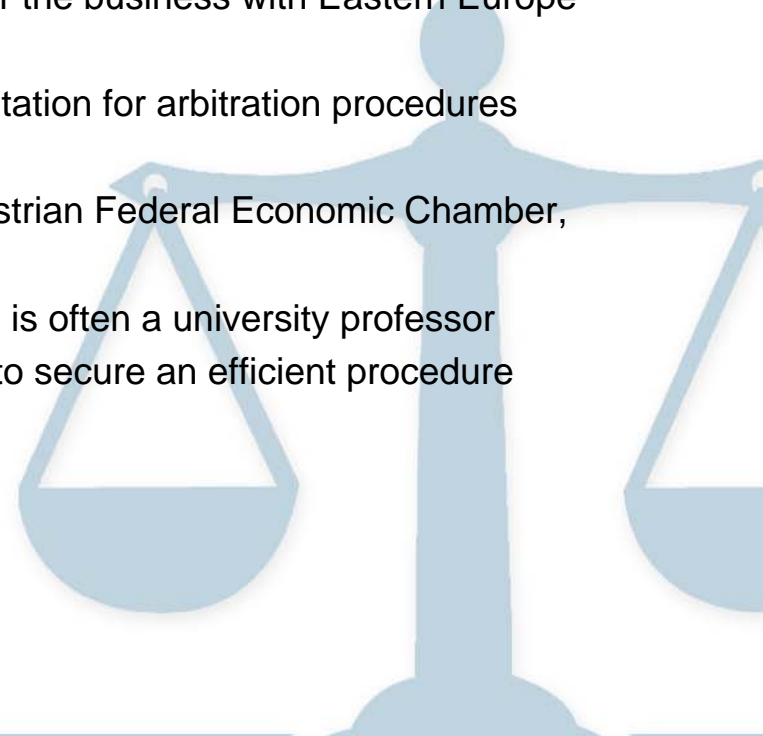 the business with Eastern Europe
tation for arbitration procedures
strian Federal Economic Chamber,
is often a university professor
to secure an efficient procedure